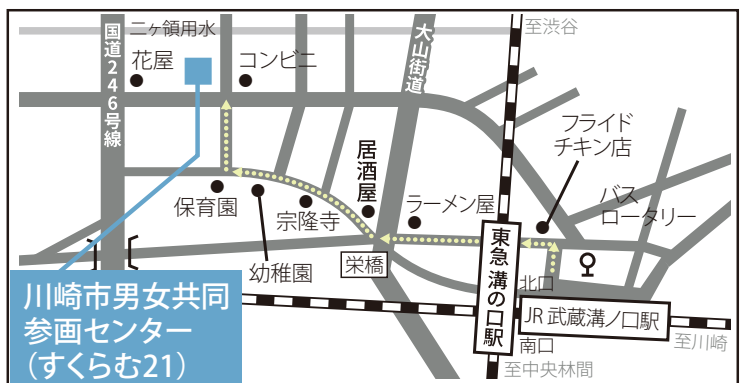 二ヶ領用水
至渋谷
国道246号線
大山街道
花屋
コンビニ
フライド
チキン店
居酒屋
バス
ロータリー
保育園
宗隆寺
ラーメン屋
幼稚園
栄橋
東急溝の口駅
北口
JR 武蔵溝ノ口駅
南口
至川崎
至中央林間
川崎市男女共同
参画センター
(すくらむ21)